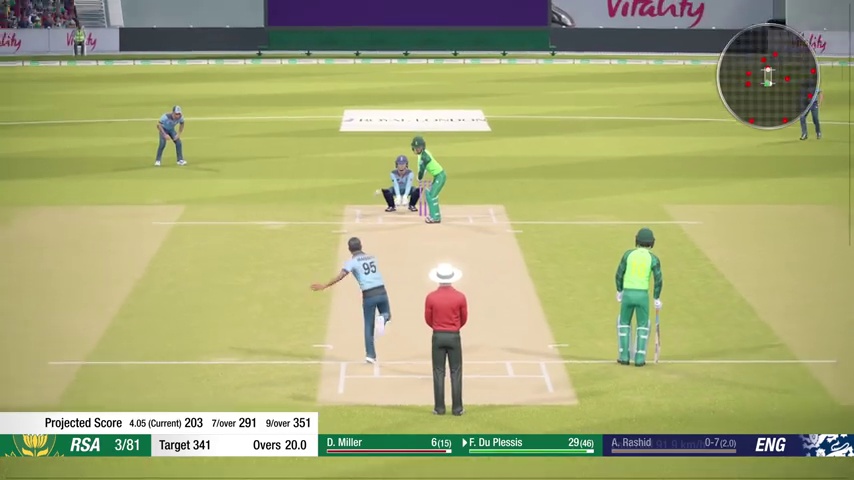 Vitality
Vitality
Vitality
Vitality
ROYAL LONDON
95
Projected Score 4.05 (Current) 203 7/over 291 9/over 351
RSA 3/81 Target 341 Overs 20.0 D. Miller 6(15) F. Du Plessis 29(46) A. Rashid 0-7(2.0) ENG